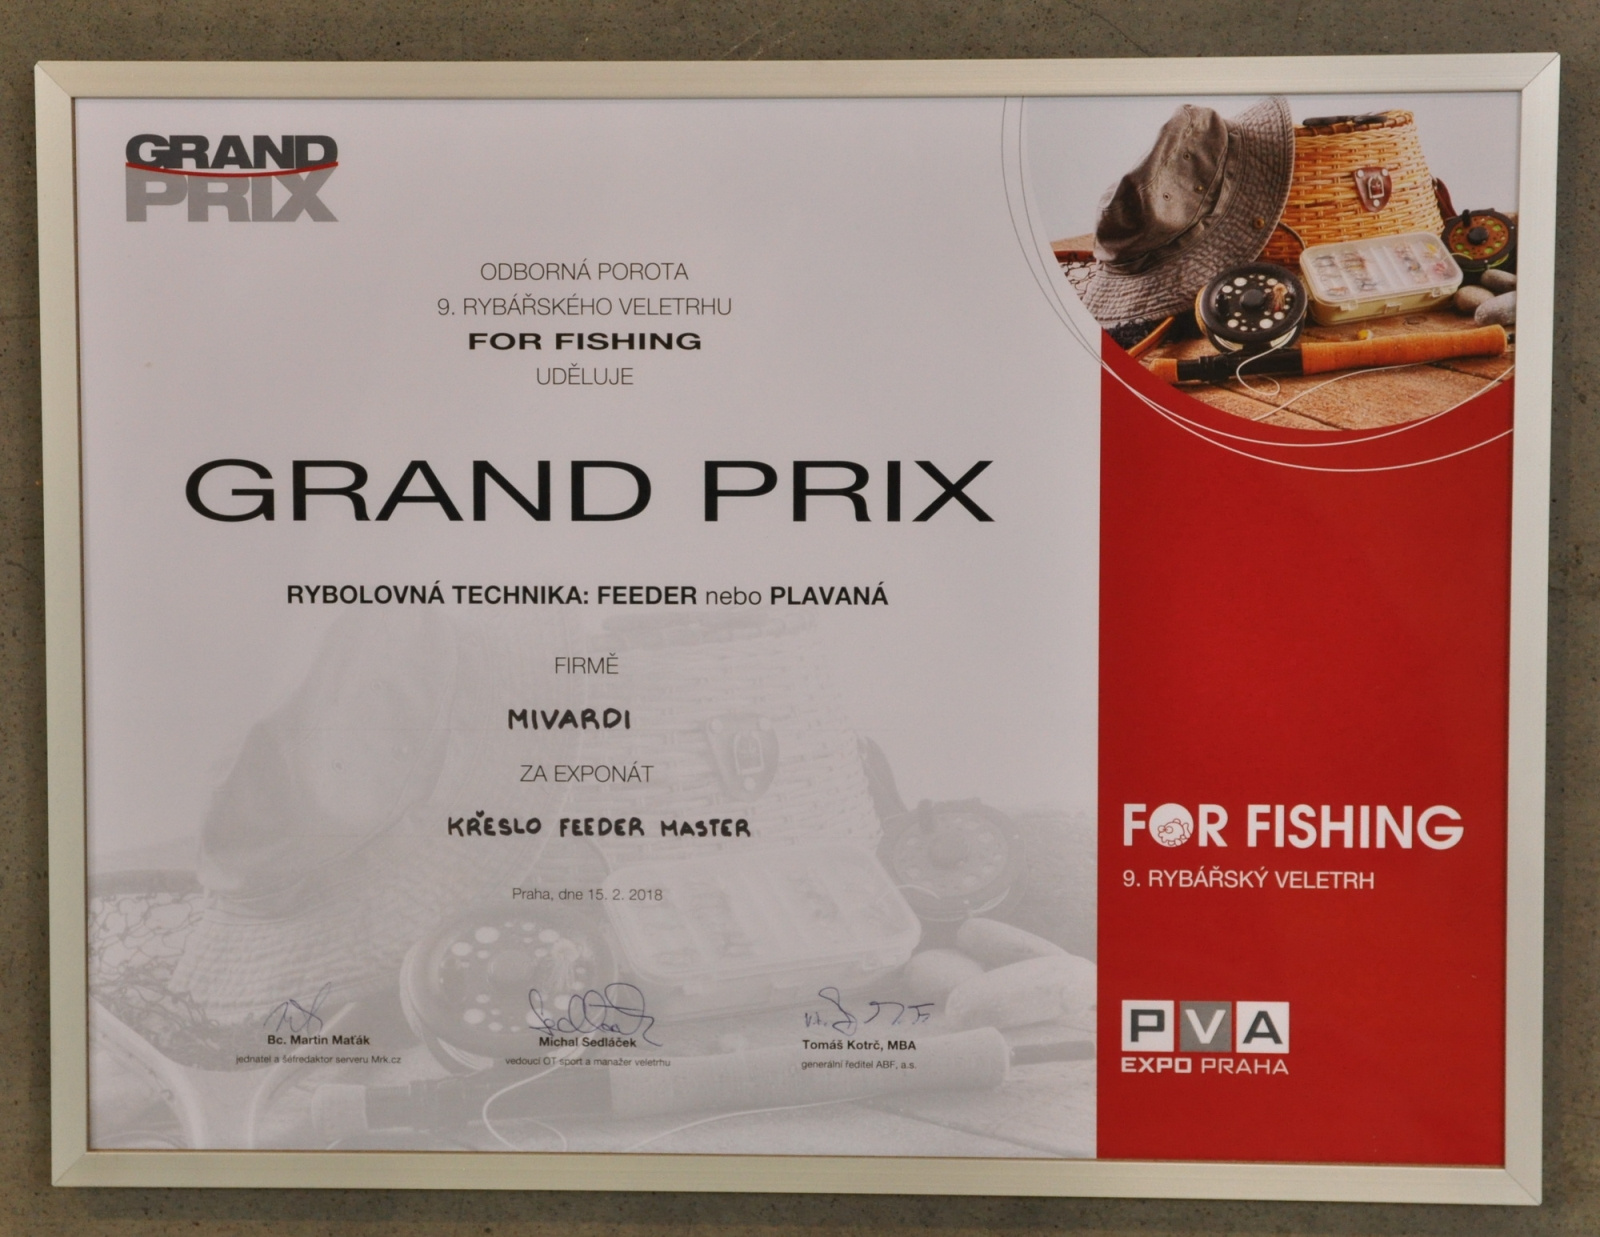 GRAND
PRIX
ODBORNÁ POROTA
9. RYBÁŘSKÉHO VELETRHU
FOR FISHING
UDĚLUJE
GRAND PRIX
RYBOLOVNÁ TECHNIKA: FEEDER nebo PLAVANÁ
FIRMĚ
MIVARDI
ZA EXPONÁT
KŘESLO FEEDER MASTER
Praha, dne 15. 2. 2018
Bc. Martin Maťák
jednatel a šéfredaktor serveru Mrk.cz
Michal Sedláček
vedoucí OT sport a manažer veletrhu
Tomáš Kotrč, MBA
generální ředitel ABF, a.s.
FOR FISHING
9. RYBÁŘSKÝ VELETRH
PVA
EXPO PRAHA